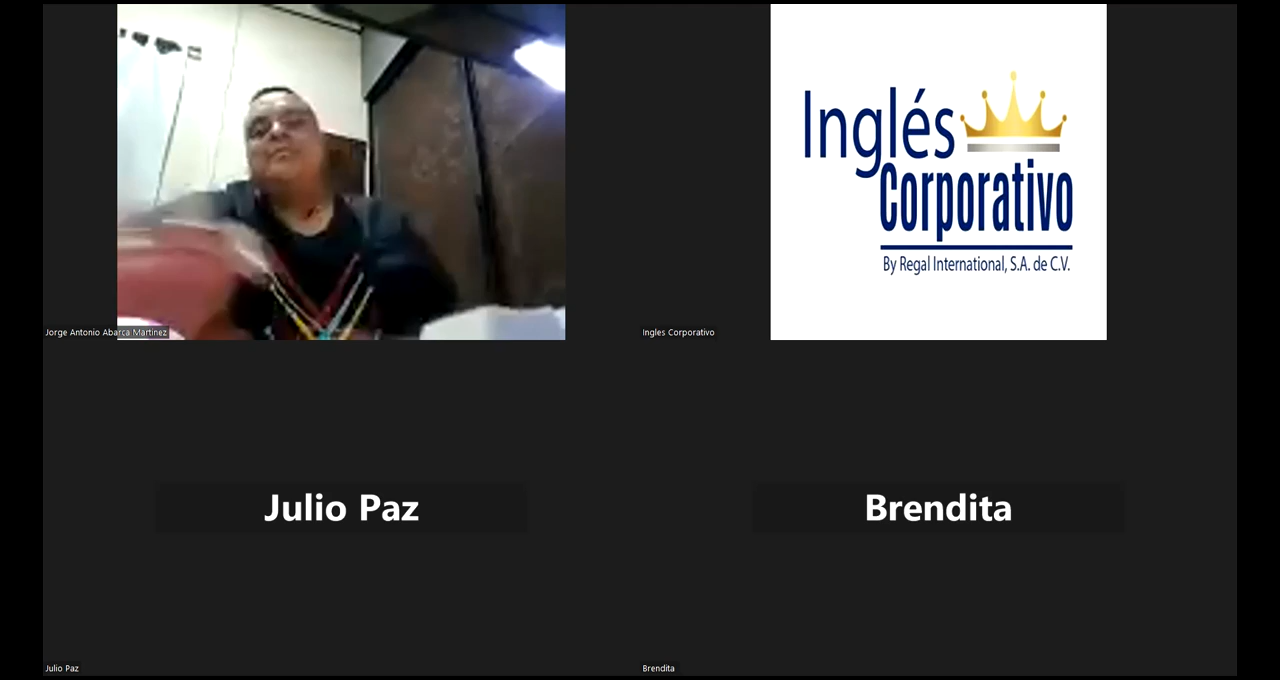 Inglés
Corporativo
By Regal International, S.A. de C.V.
Jorge Antonio Abarca Martinez
Ingles Corporativo
Julio Paz
Brendita
Julio Paz
Brendita